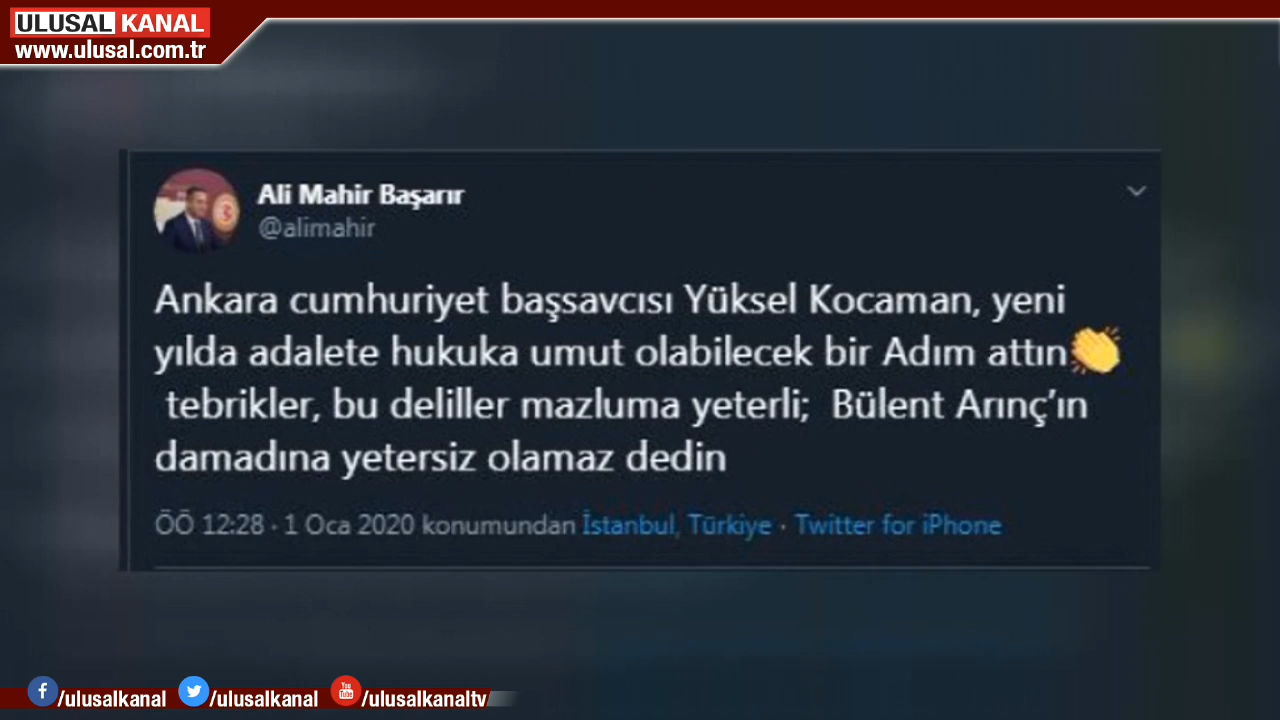 ULUSAL KANAL
www.ulusal.com.tr
Ali Mahir Başarır
@alimahir
Ankara cumhuriyet başsavcısı Yüksel Kocaman, yeni
yılda adalete hukuka umut olabilecek bir Adım attın👏
tebrikler, bu deliller mazluma yeterli; Bülent Arınç’ın
damadına yetersiz olamaz dedin
ÖÖ 12:28 · 1 Oca 2020 konumundan İstanbul, Türkiye · Twitter for iPhone
/ulusalkanal /ulusalkanal You Tube /ulusalkanaltv